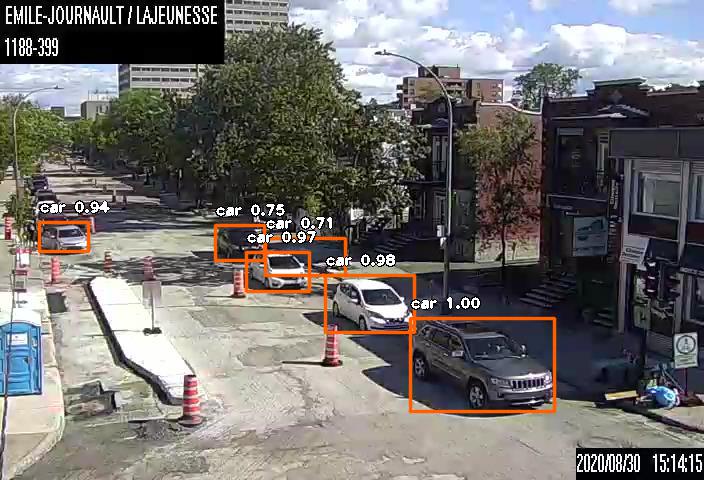 EMILE-JOURNAULT / LAJEUNESSE
1188-399
car 0.94
car 0.75
car 0.71
car 0.97
car 0.98
car 1.00
2020/08/30 15:14:15